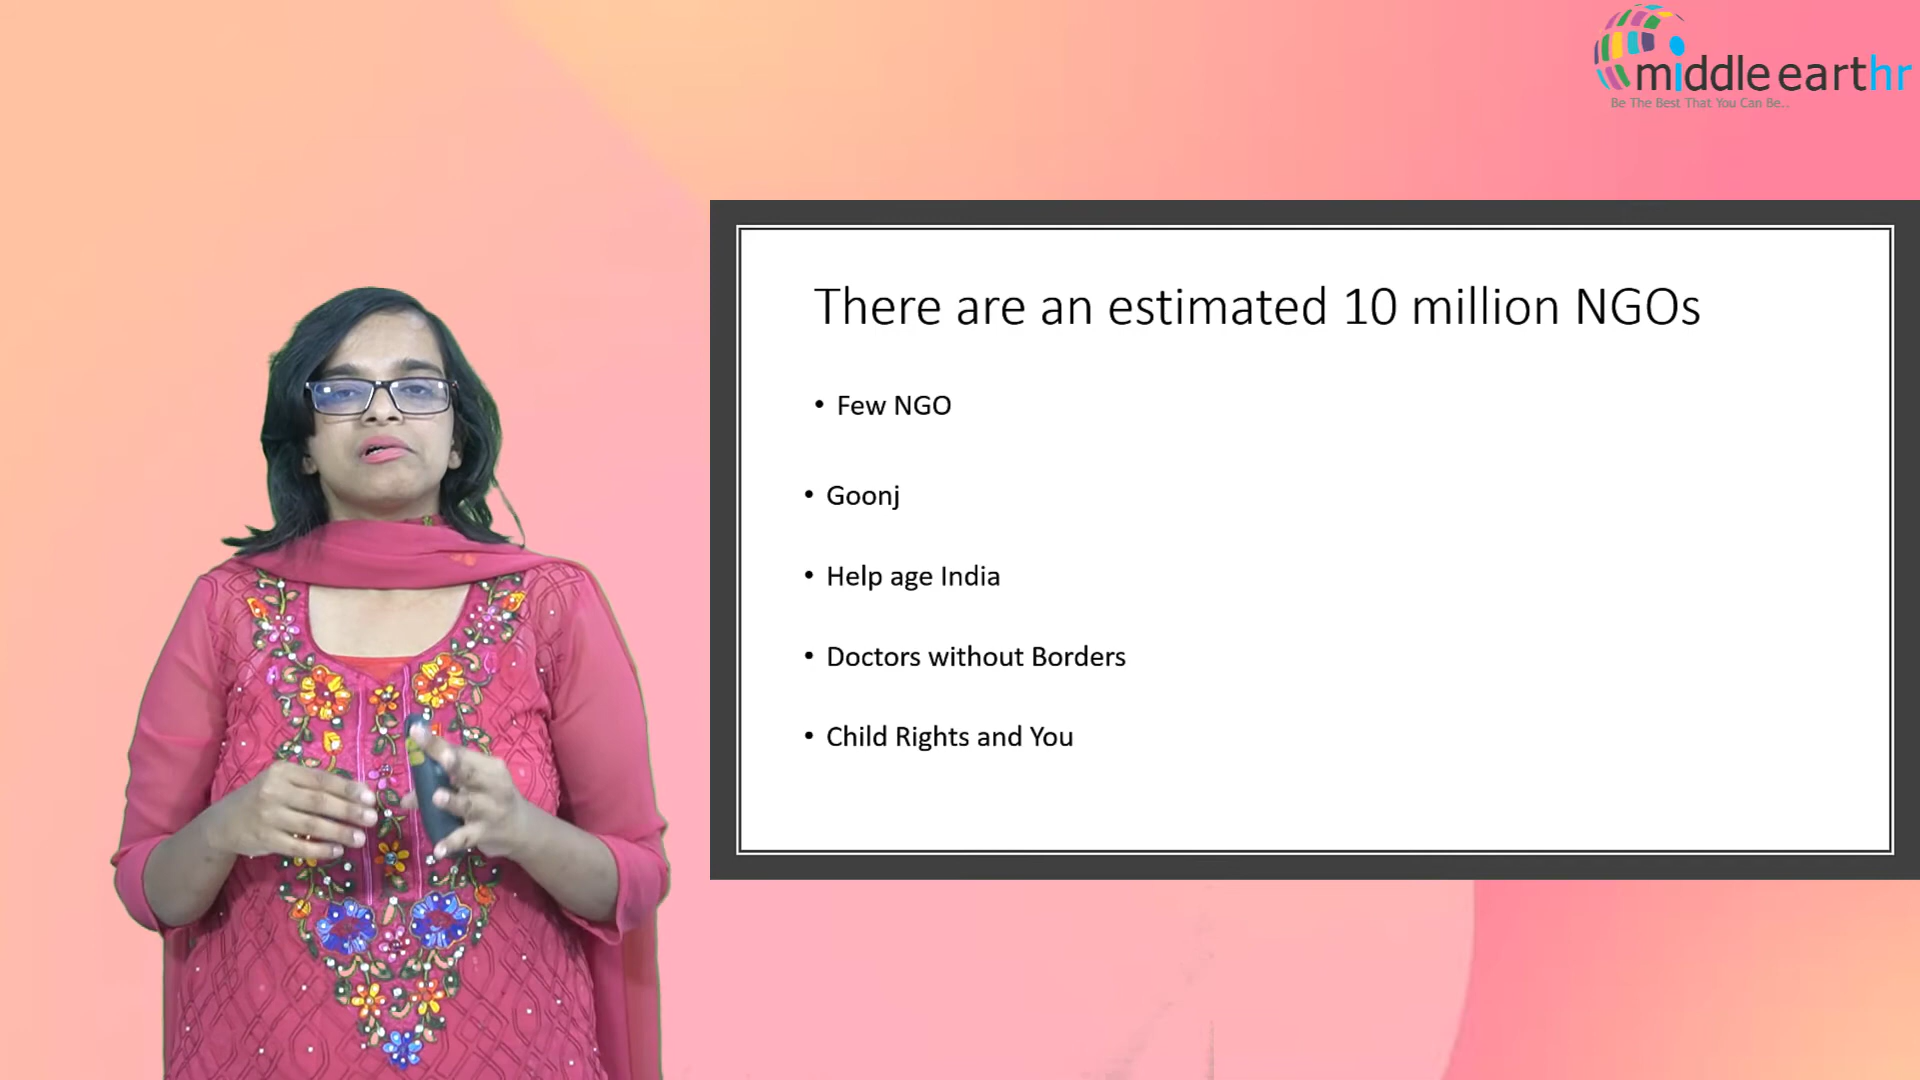 middle earthr
Be The Best That You Can Be..
There are an estimated 10 million NGOs
• Few NGO
• Goonj
• Help age India
• Doctors without Borders
• Child Rights and You